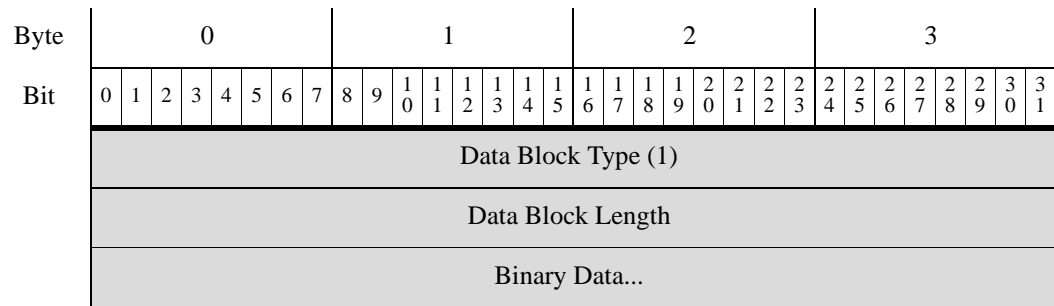 Byte 0 1 2 3
Bit 0 1 2 3 4 5 6 7 8 9 10 11 12 13 14 15 16 17 18 19 20 21 22 23 24 25 26 27 28 29 30 31
Data Block Type (1)
Data Block Length
Binary Data...